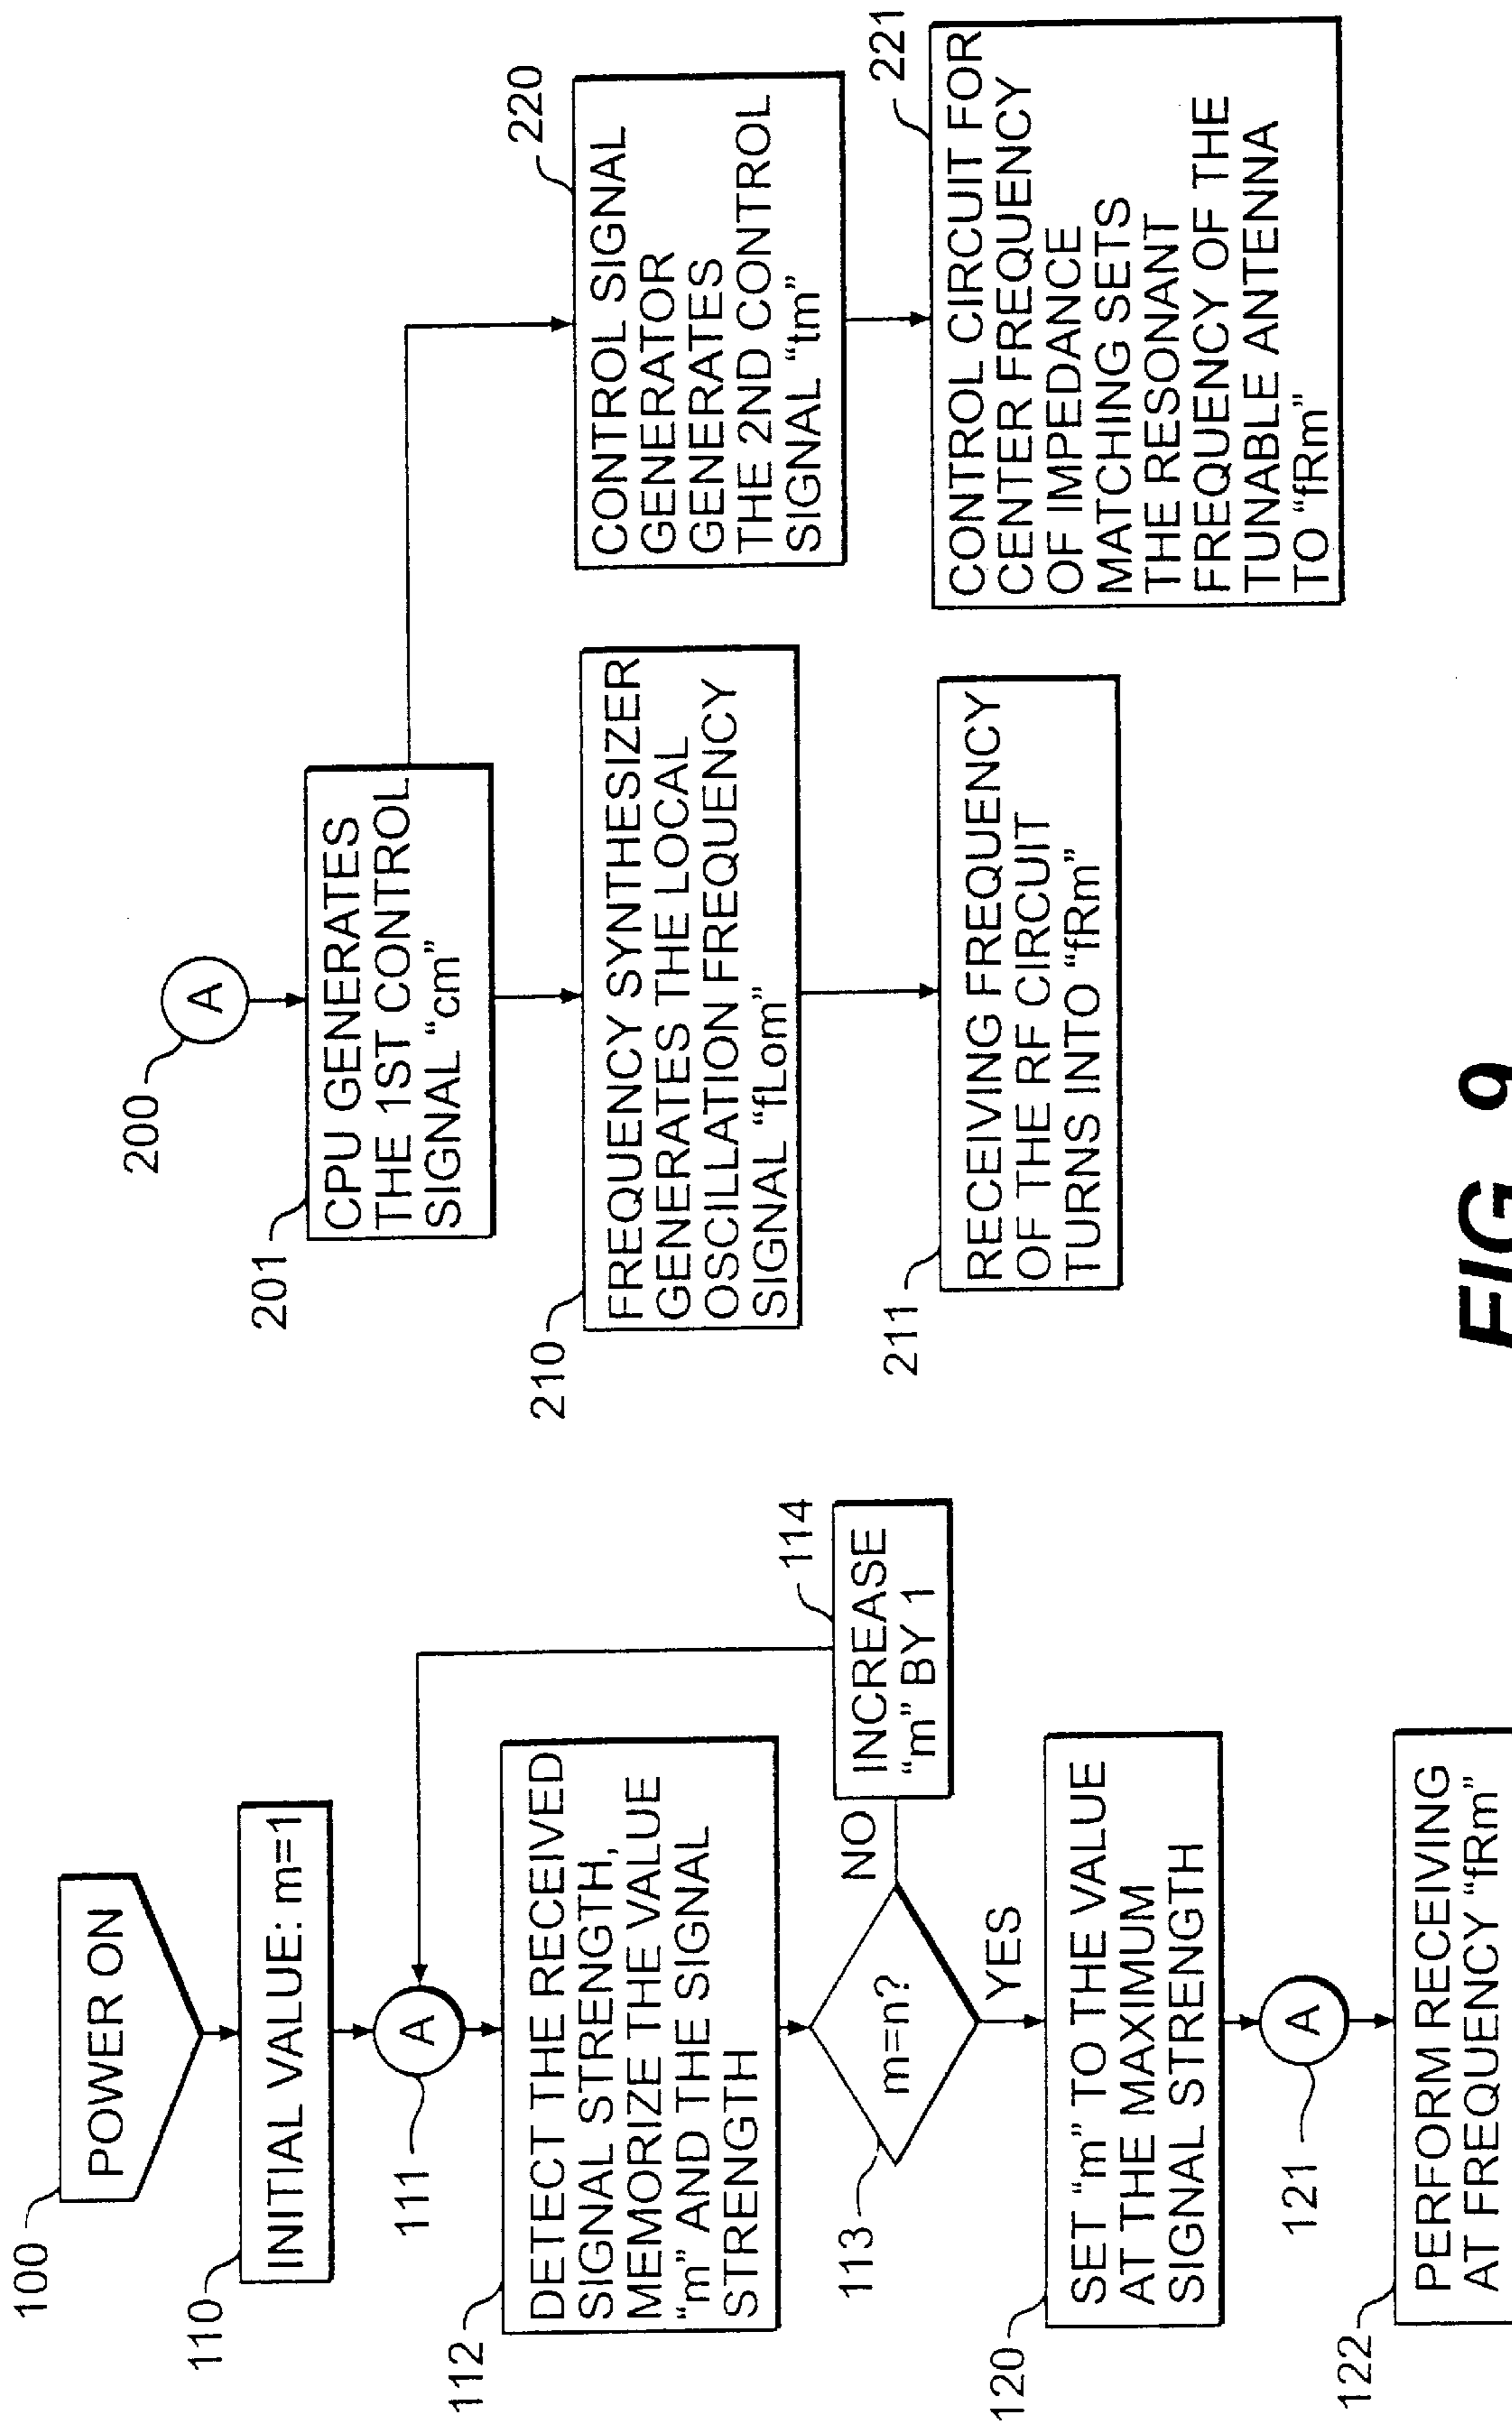 100
POWER ON
110
INITIAL VALUE: m=1
111
A
112
DETECT THE RECEIVED
SIGNAL STRENGTH,
MEMORIZE THE VALUE
“m” AND THE SIGNAL
STRENGTH
113
m=n?
NO
YES
114
INCREASE
“m” BY 1
120
SET “m” TO THE VALUE
AT THE MAXIMUM
SIGNAL STRENGTH
121
A
122
PERFORM RECEIVING
AT FREQUENCY “fRm”
200
A
201
CPU GENERATES
THE 1ST CONTROL
SIGNAL “cm”
210
FREQUENCY SYNTHESIZER
GENERATES THE LOCAL
OSCILLATION FREQUENCY
SIGNAL “fLom”
211
RECEIVING FREQUENCY
OF THE RF CIRCUIT
TURNS INTO “fRm”
220
CONTROL SIGNAL
GENERATOR
GENERATES
THE 2ND CONTROL
SIGNAL “tm”
221
CONTROL CIRCUIT FOR
CENTER FREQUENCY
OF IMPEDANCE
MATCHING SETS
THE RESONANT
FREQUENCY OF THE
TUNABLE ANTENNA
TO “fRm”
FIG. 9